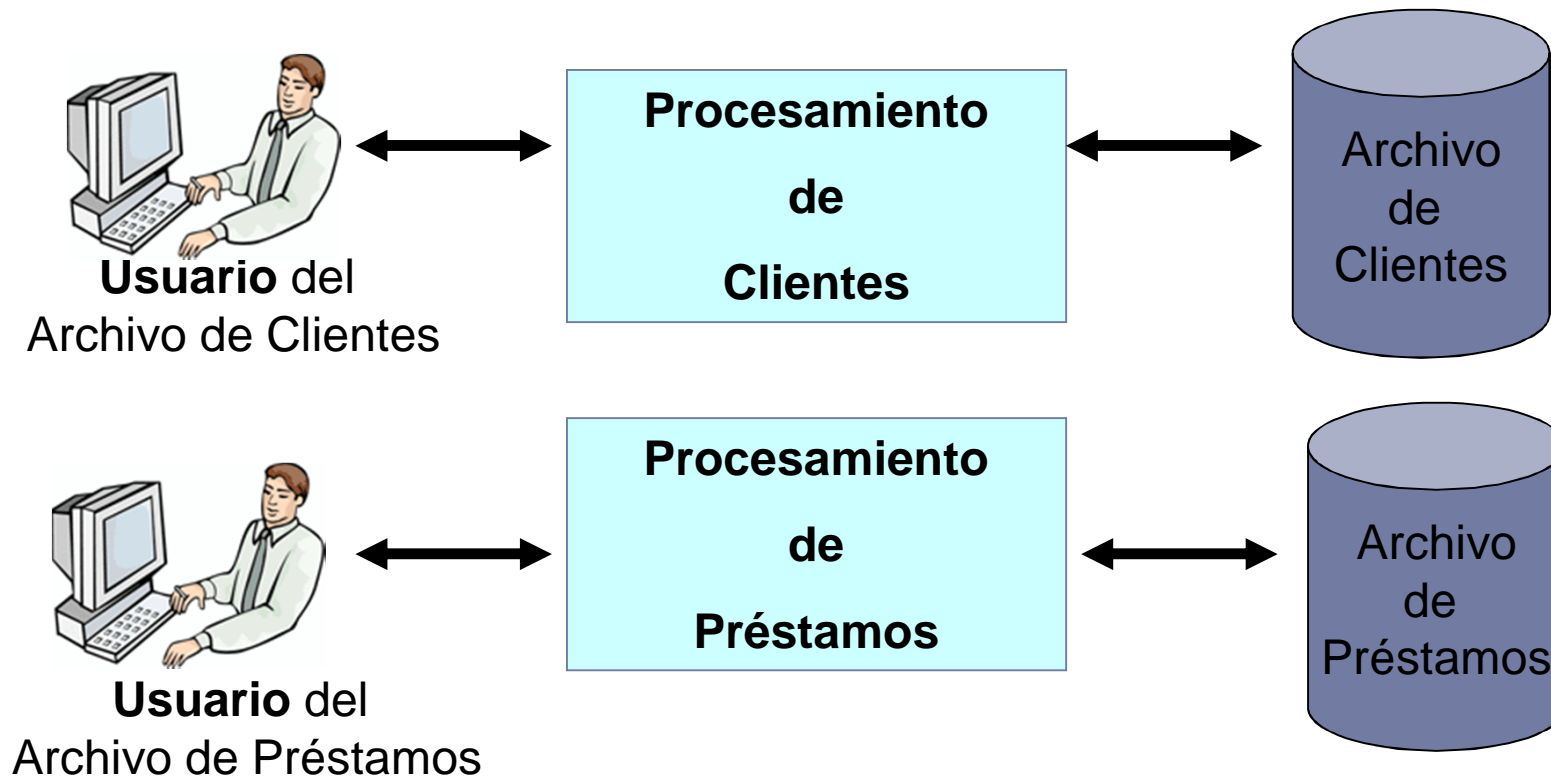 Usuario del
Archivo de Clientes
Procesamiento
de
Clientes
Archivo
de
Clientes
Usuario del
Archivo de Préstamos
Procesamiento
de
Préstamos
Archivo
de
Préstamos